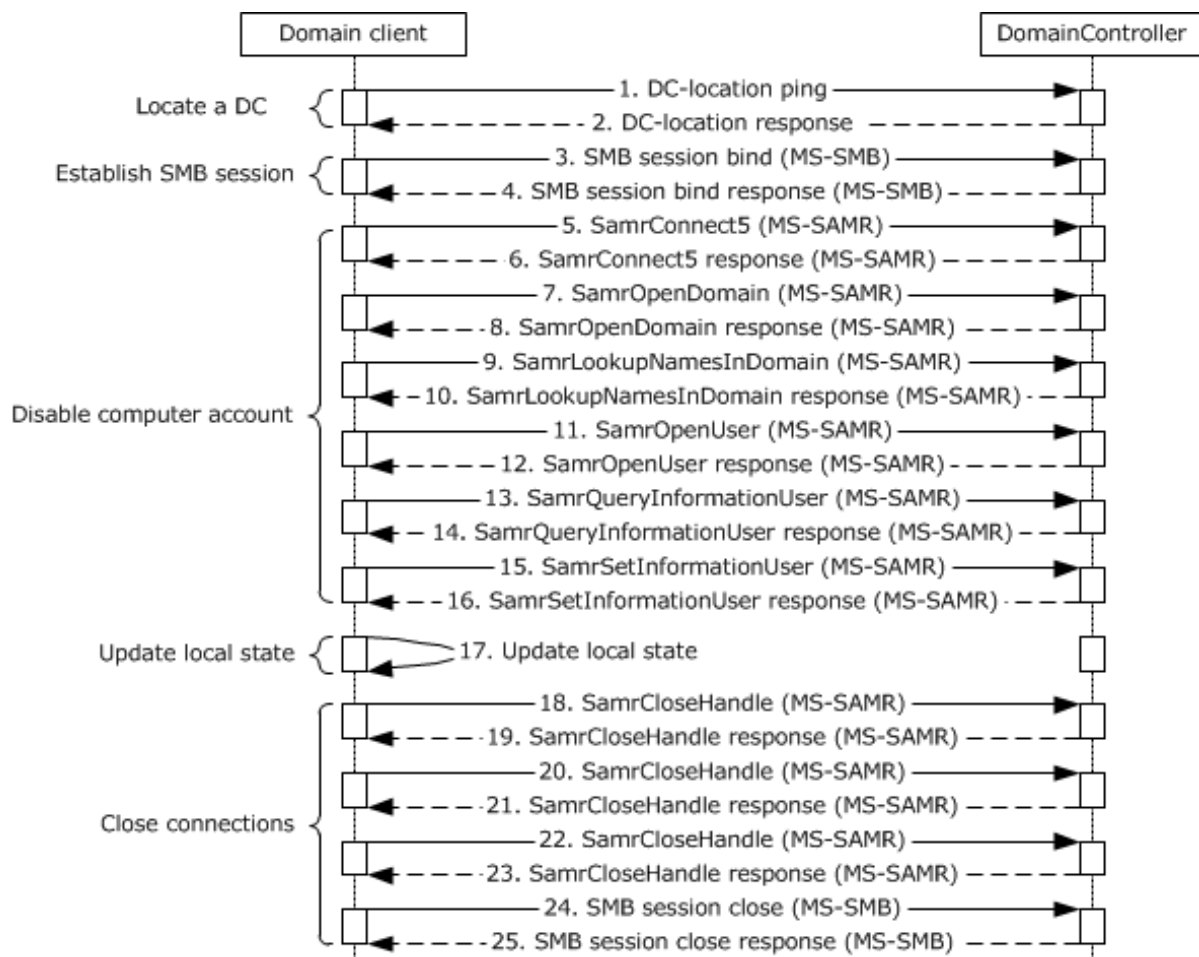 Domain client
DomainController
Locate a DC
1. DC-location ping
2. DC-location response
Establish SMB session
3. SMB session bind (MS-SMB)
4. SMB session bind response (MS-SMB)
Disable computer account
5. SamrConnect5 (MS-SAMR)
6. SamrConnect5 response (MS-SAMR)
7. SamrOpenDomain (MS-SAMR)
8. SamrOpenDomain response (MS-SAMR)
9. SamrLookupNamesInDomain (MS-SAMR)
10. SamrLookupNamesInDomain response (MS-SAMR)
11. SamrOpenUser (MS-SAMR)
12. SamrOpenUser response (MS-SAMR)
13. SamrQueryInformationUser (MS-SAMR)
14. SamrQueryInformationUser response (MS-SAMR)
15. SamrSetInformationUser (MS-SAMR)
16. SamrSetInformationUser response (MS-SAMR)
Update local state
17. Update local state
Close connections
18. SamrCloseHandle (MS-SAMR)
19. SamrCloseHandle response (MS-SAMR)
20. SamrCloseHandle (MS-SAMR)
21. SamrCloseHandle response (MS-SAMR)
22. SamrCloseHandle (MS-SAMR)
23. SamrCloseHandle response (MS-SAMR)
24. SMB session close (MS-SMB)
25. SMB session close response (MS-SMB)